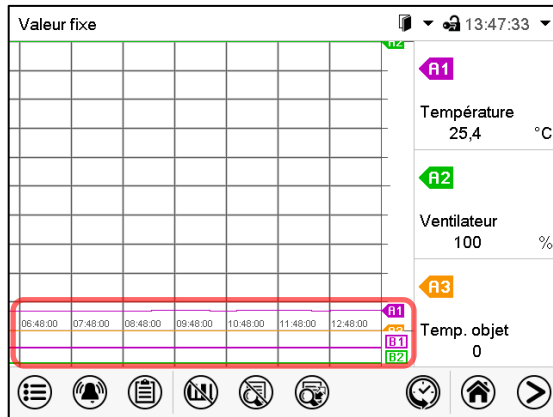 Valeur fixe
13:47:33
A2
A1
Température
25,4 °C
A2
Ventilateur
100 %
A3
Temp. objet
0
A1
06:48:00 07:48:00 08:48:00 09:48:00 10:48:00 11:48:00 12:48:00
A3
B1
B2